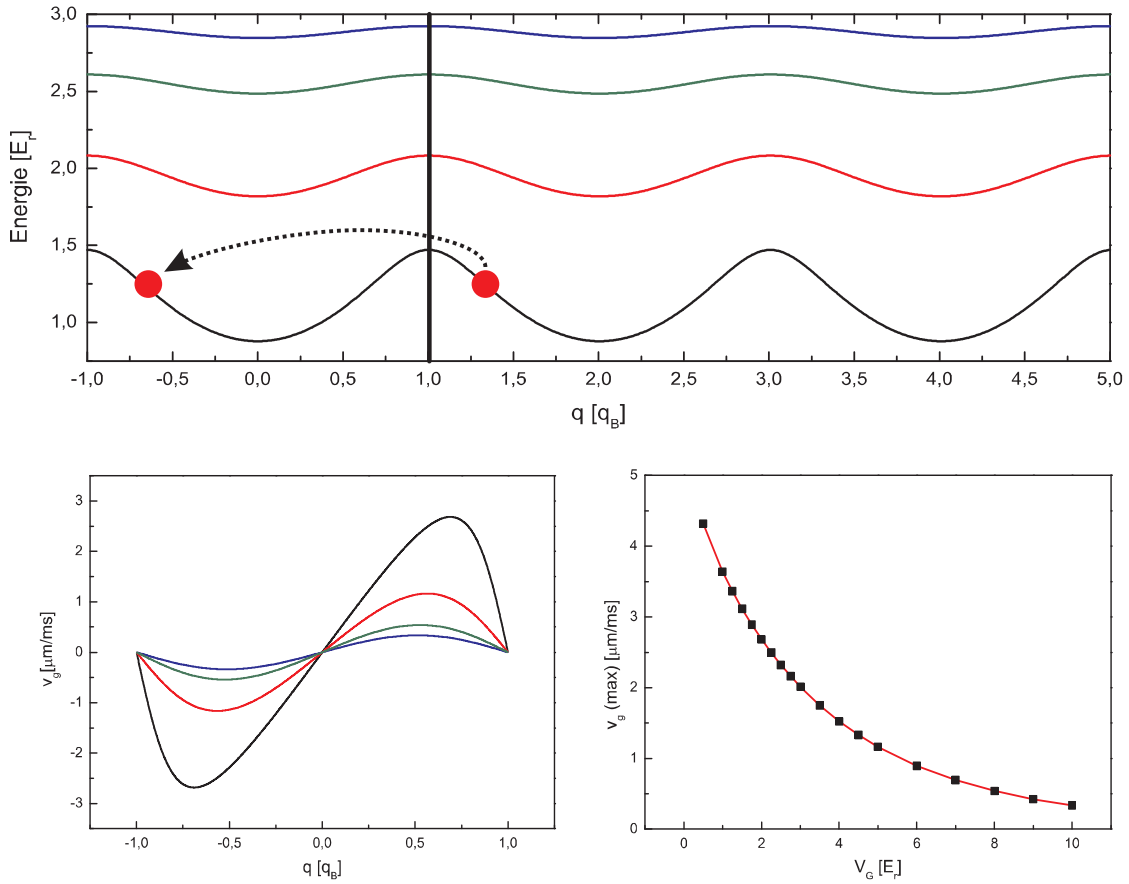 3,0
2,5
2,0
1,5
1,0
Energie [Er]
-1,0 -0,5 0,0 0,5 1,0 1,5 2,0 2,5 3,0 3,5 4,0 4,5 5,0
q [qB]
3
2
1
0
-1
-2
-3
vg[µm/ms]
-1,0 -0,5 0,0 0,5 1,0
q [qB]
5
4
3
2
1
0
vg (max) [µm/ms]
0 2 4 6 8 10
VG [Er]